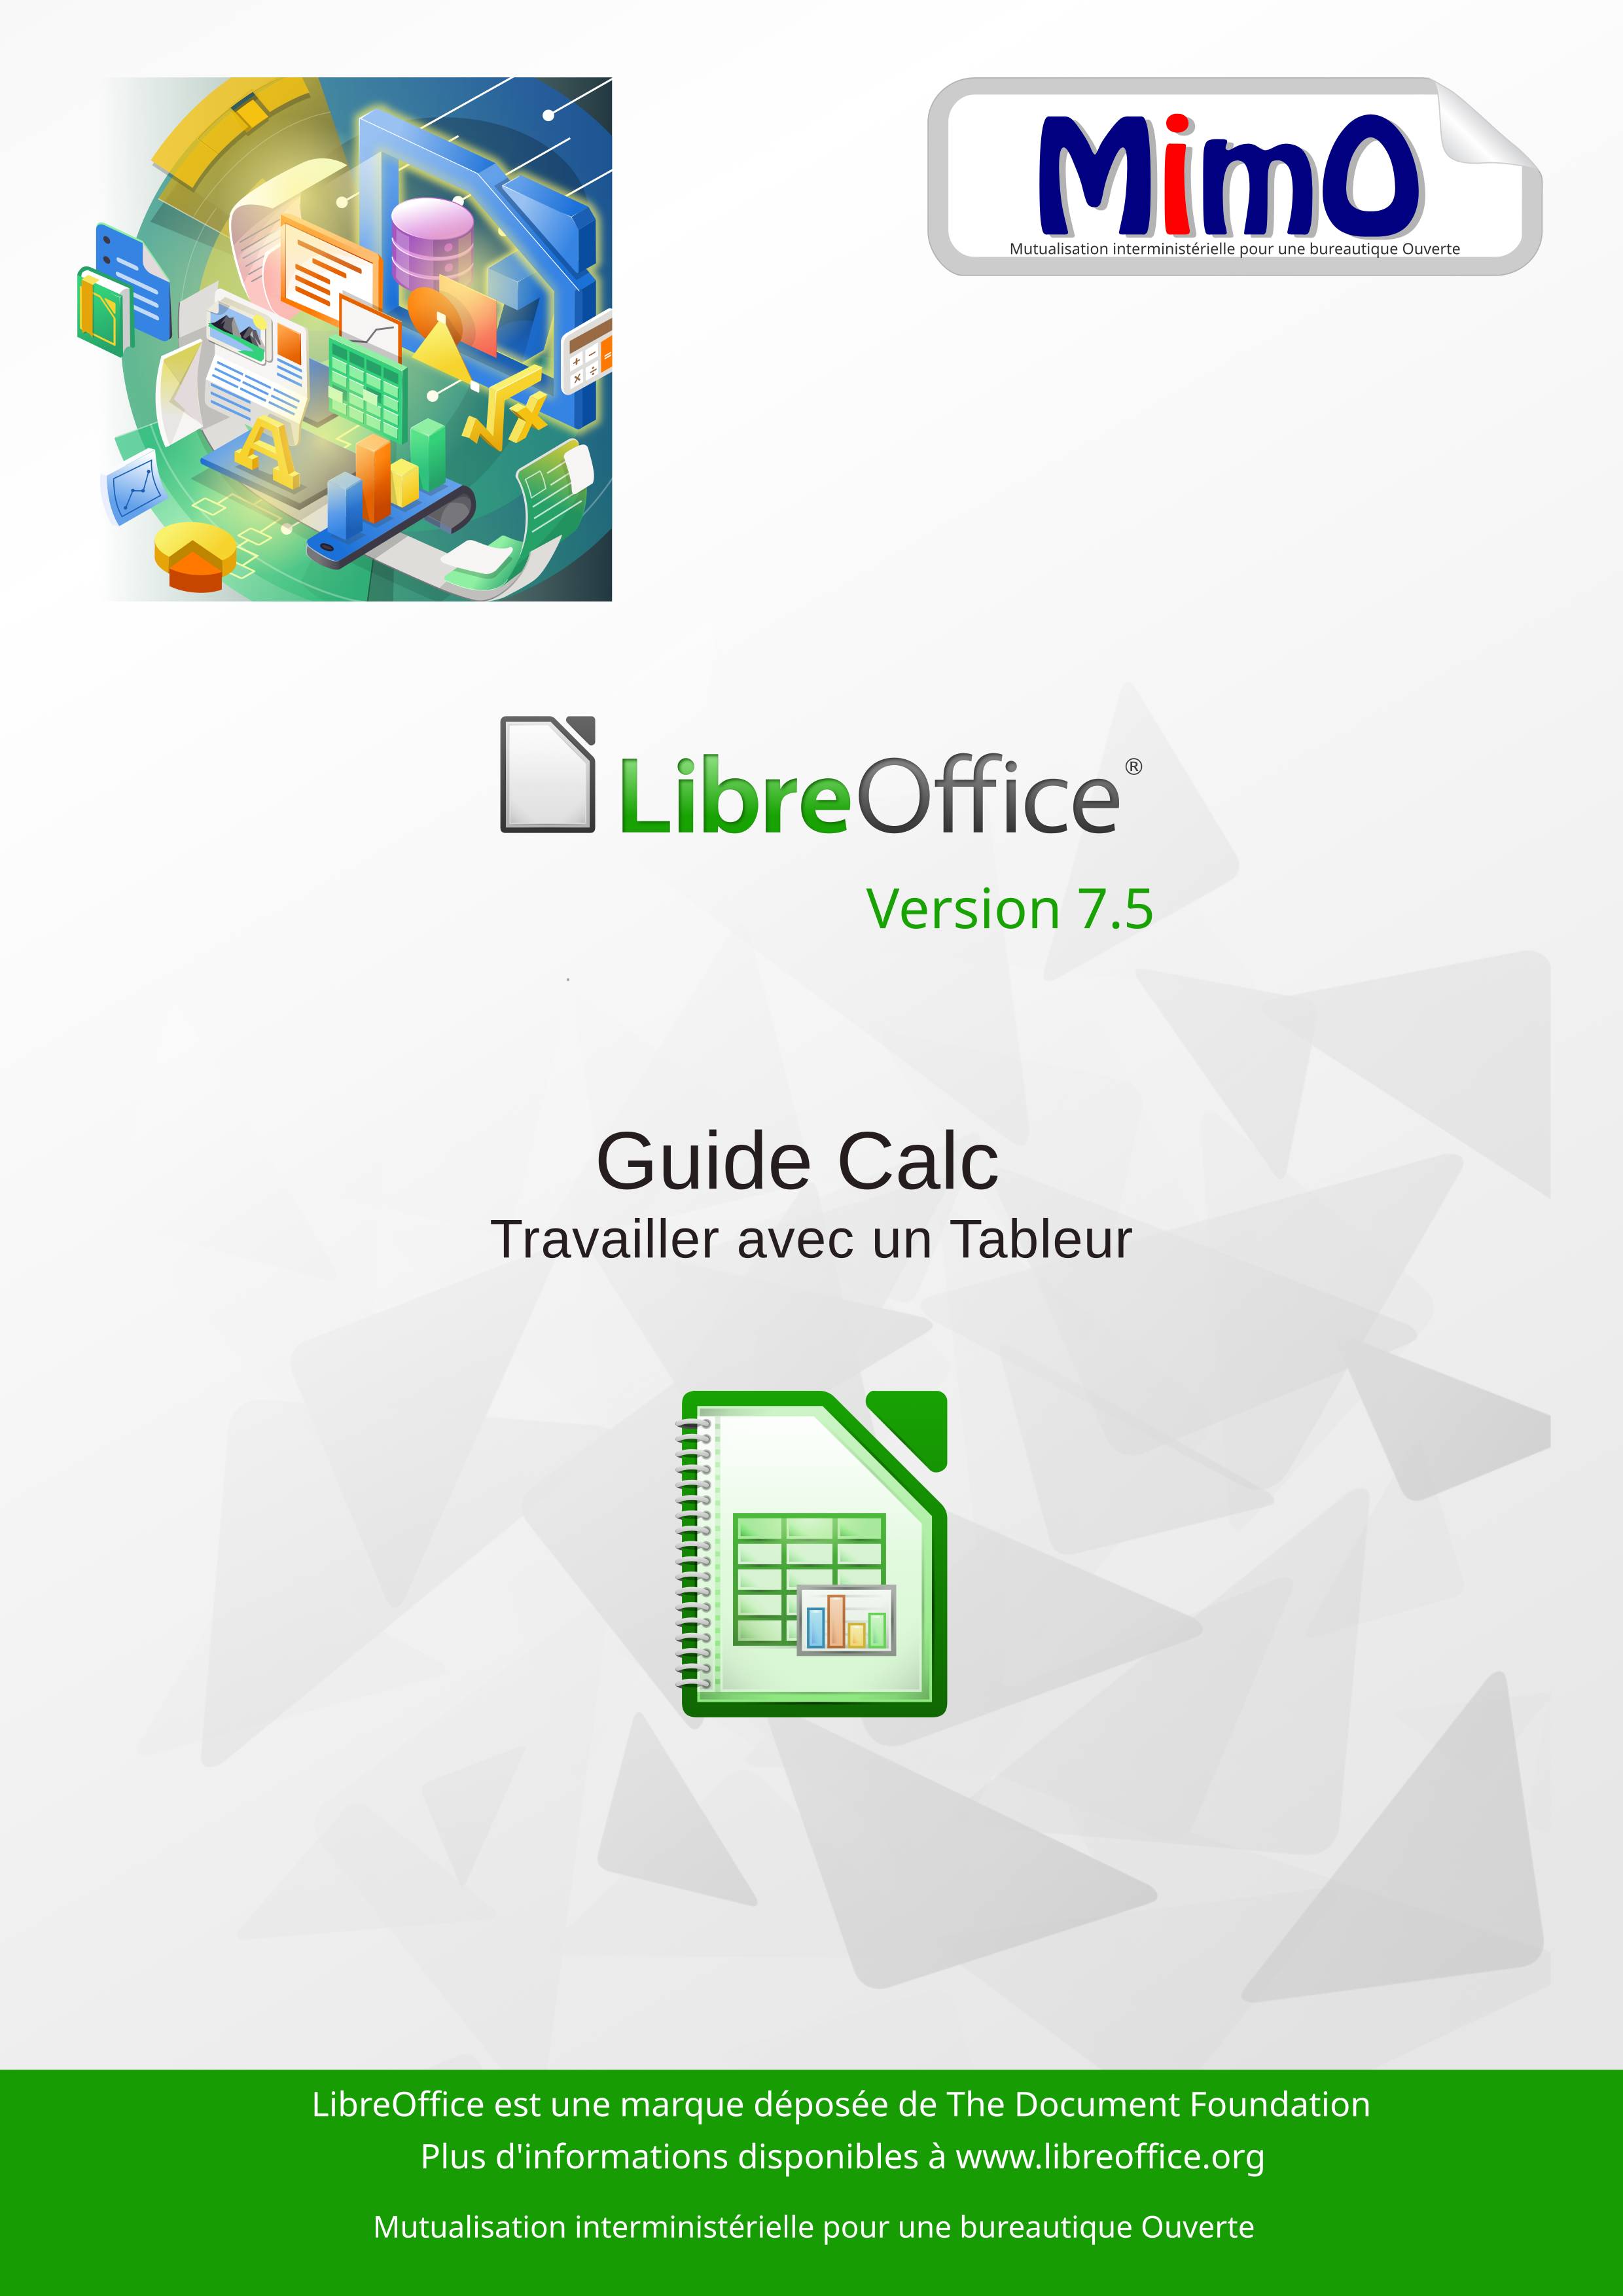 MimO
Mutualisation interministérielle pour une bureautique Ouverte
LibreOffice®
Version 7.5
Guide Calc
Travailler avec un Tableur
LibreOffice est une marque déposée de The Document Foundation
Plus d'informations disponibles à www.libreoffice.org
Mutualisation interministérielle pour une bureautique Ouverte